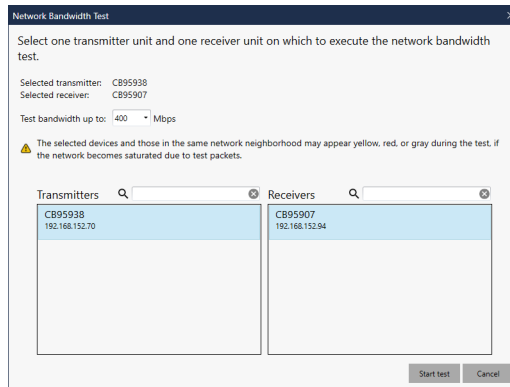 Network Bandwidth Test
Select one transmitter unit and one receiver unit on which to execute the network bandwidth
test.
Selected transmitter: CB95938
Selected receiver: CB95907
Test bandwidth up to: 400 Mbps
The selected devices and those in the same network neighborhood may appear yellow, red, or gray during the test, if
the network becomes saturated due to test packets.
Transmitters
Receivers
CB95938
192.168.152.70
CB95907
192.168.152.94
Start test
Cancel